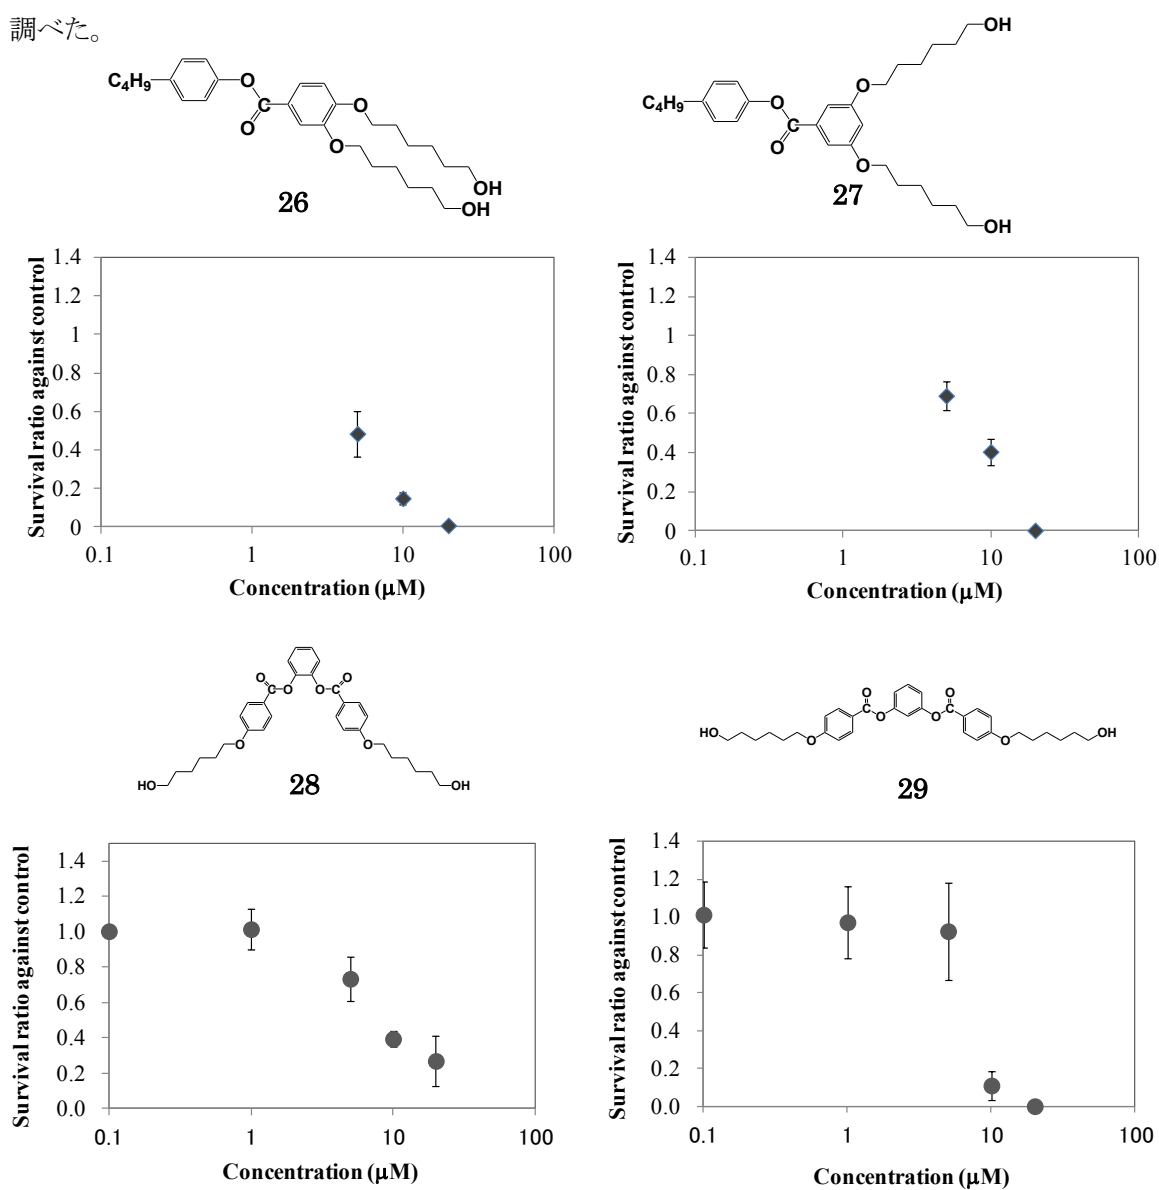 調べた。
C4H9
O
C
O
O
O
OH
OH
26
C4H9
O
C
O
O
O
OH
OH
27
Survival ratio against control
1.4
1.2
1
0.8
0.6
0.4
0.2
0
0.1 1 10 100
Concentration (μM)
Survival ratio against control
1.4
1.2
1
0.8
0.6
0.4
0.2
0
0.1 1 10 100
Concentration (μM)
O
C
O
O
C
O
O
O
HO
OH
28
O
C
O
O
C
O
HO
O
O
OH
29
Survival ratio against control
1.4
1.2
1.0
0.8
0.6
0.4
0.2
0.0
0.1 1 10 100
Concentration (μM)
Survival ratio against control
1.4
1.2
1.0
0.8
0.6
0.4
0.2
0.0
0.1 1 10 100
Concentration (μM)